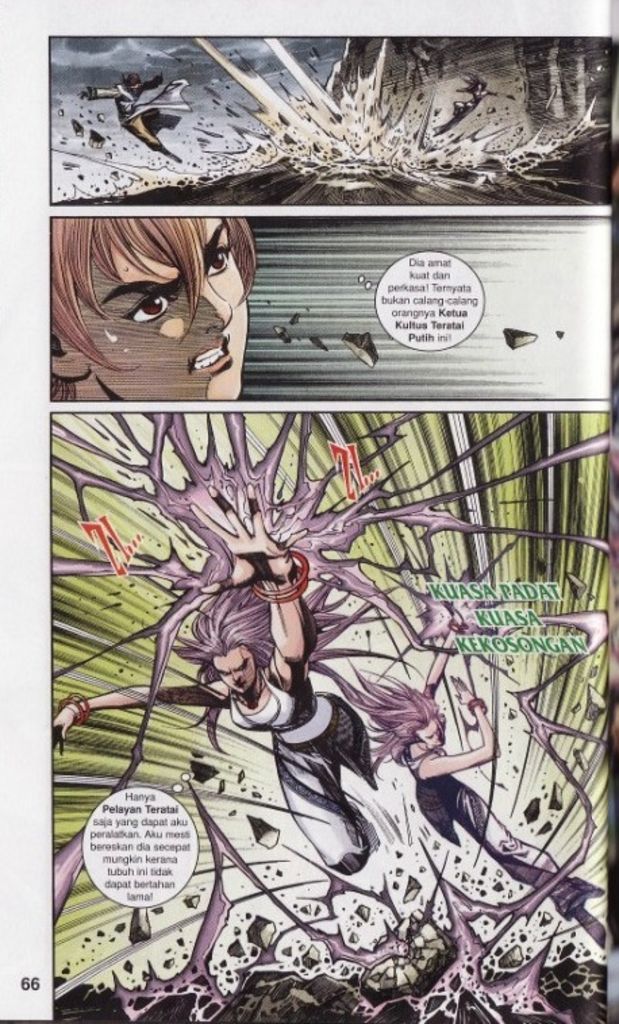 Dia amat
kuat dan
perkasa! Ternyata
bukan calang-calang
orangnya Ketua
Kultus Teratai
Putih ini!
ZI...
ZI...
KUASA PADAT
KUASA
KEKOSONGAN
Hanya
Pelayan Teratai
saja yang dapat aku
peralatkan. Aku mesti
bereskan dia secepat
mungkin kerana
tubuh ini tidak
dapat bertahan
lama!
66